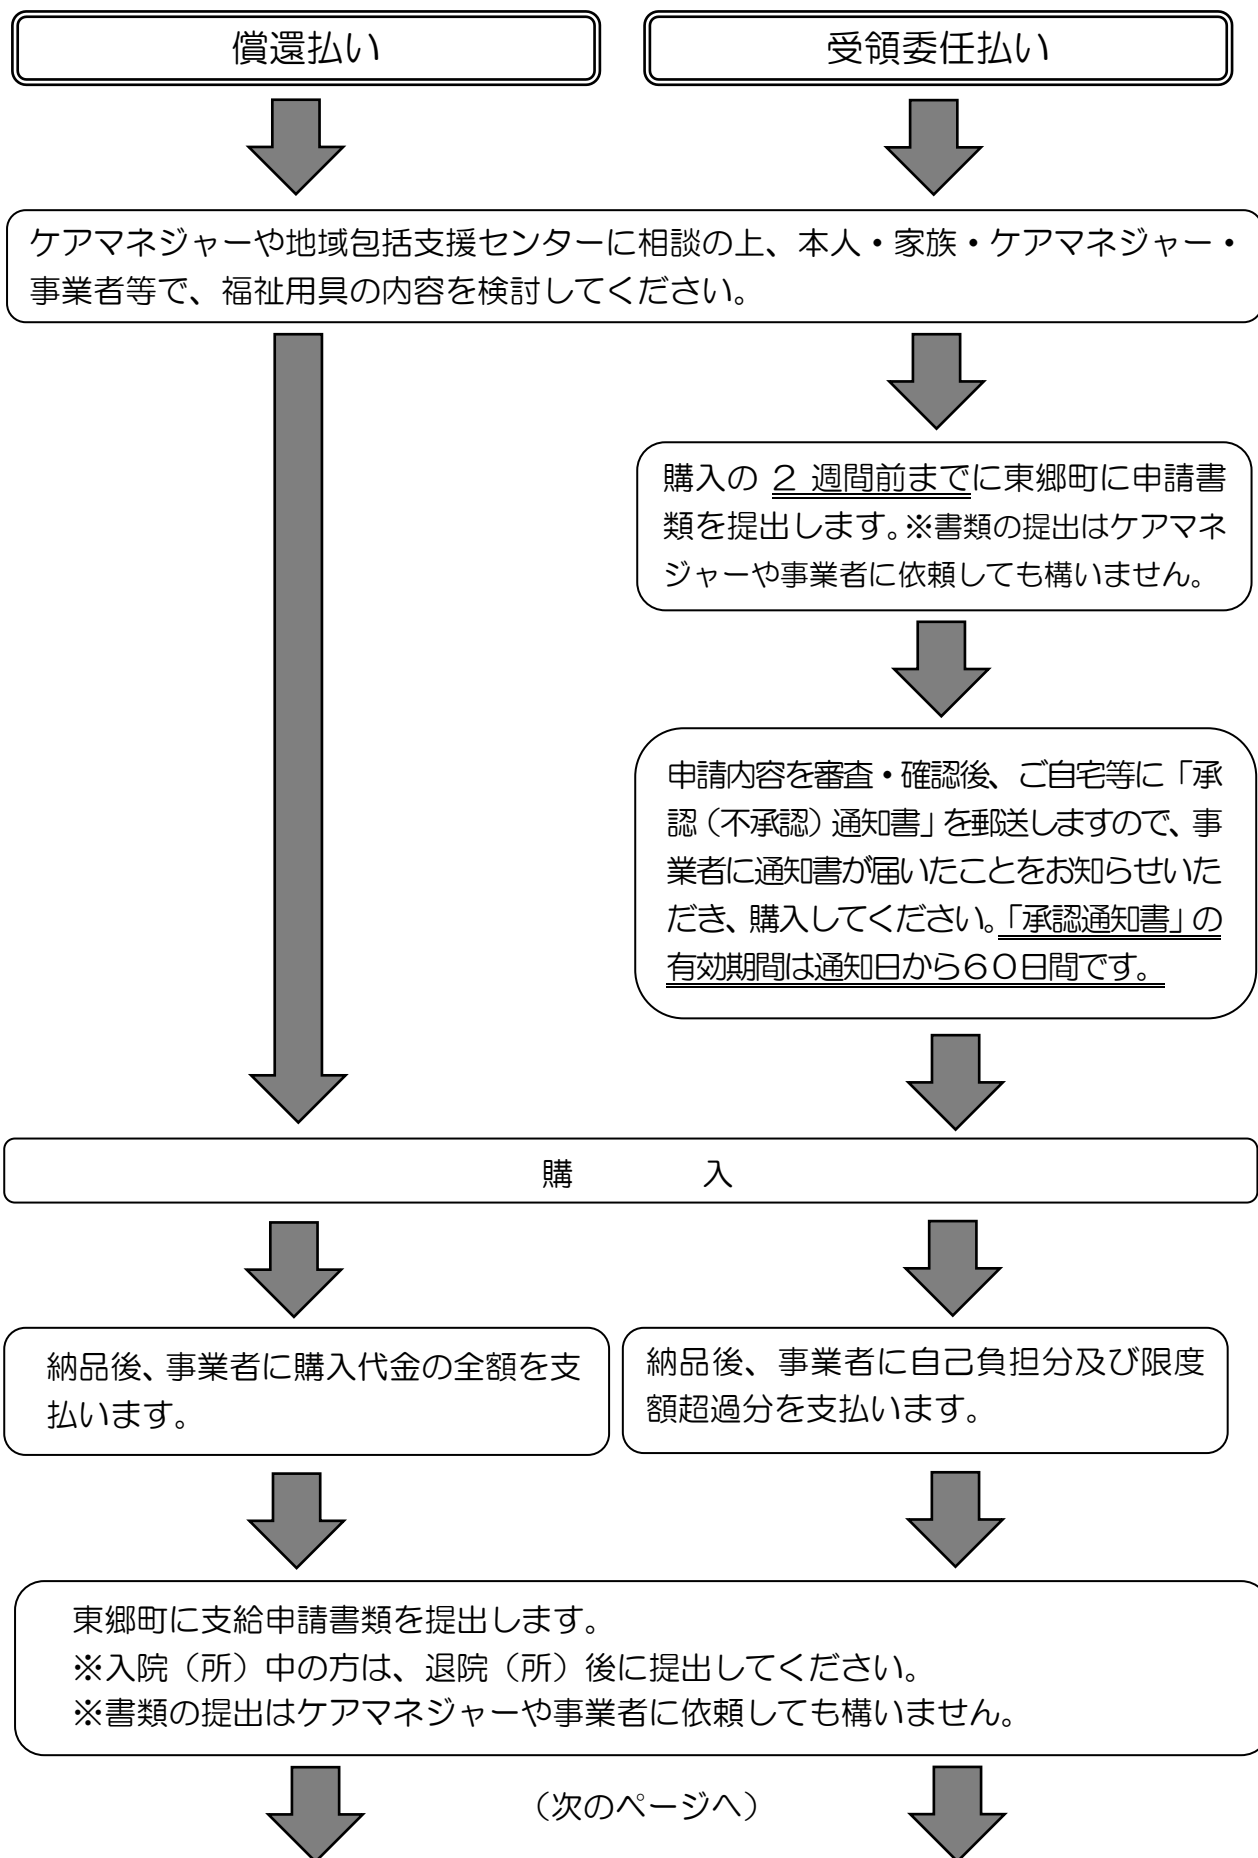 償還払い
受領委任払い
ケアマネジャーや地域包括支援センターに相談の上、本人・家族・ケアマネジャー・
事業者等で、福祉用具の内容を検討してください。
購入の ２ 週間前までに東郷町に申請書
類を提出します。※書類の提出はケアマネ
ジャーや事業者に依頼しても構いません。
申請内容を審査・確認後、ご自宅等に「承
認（不承認）通知書」を郵送しますので、事
業者に通知書が届いたことをお知らせいた
だき、購入してください。「承認通知書」の
有効期間は通知日から６０日間です。
購　　　入
納品後、事業者に購入代金の全額を支
払います。
納品後、事業者に自己負担分及び限度
額超過分を支払います。
東郷町に支給申請書類を提出します。
※入院（所）中の方は、退院（所）後に提出してください。
※書類の提出はケアマネジャーや事業者に依頼しても構いません。
（次のページへ）